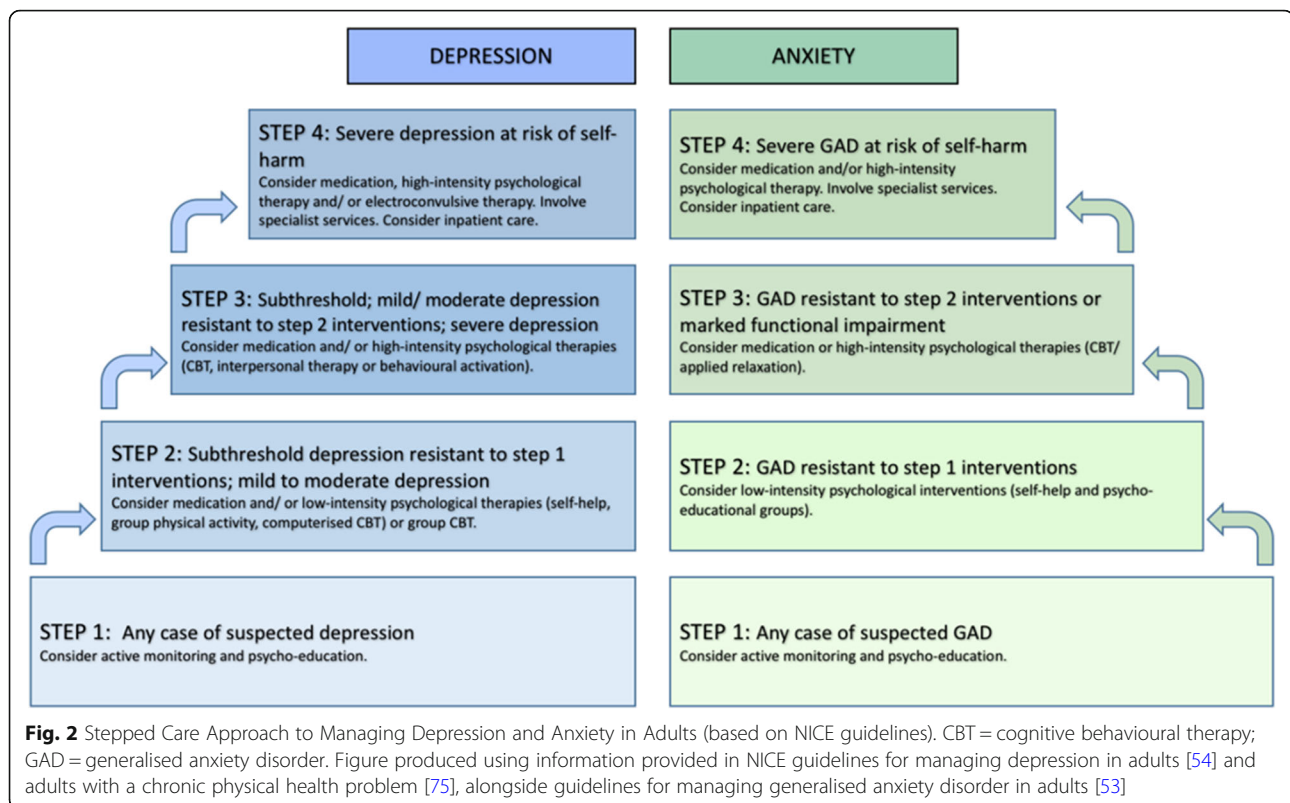 DEPRESSION
ANXIETY
STEP 4: Severe depression at risk of self-
harm
Consider medication, high-intensity psychological
therapy and/ or electroconvulsive therapy. Involve
specialist services. Consider inpatient care.
STEP 4: Severe GAD at risk of self-harm
Consider medication and/or high-intensity
psychological therapy. Involve specialist services.
Consider inpatient care.
STEP 3: Subthreshold; mild/ moderate depression
resistant to step 2 interventions; severe depression
Consider medication and/ or high-intensity psychological therapies
(CBT, interpersonal therapy or behavioural activation).
STEP 3: GAD resistant to step 2 interventions or
marked functional impairment
Consider medication or high-intensity psychological therapies (CBT/
applied relaxation).
STEP 2: Subthreshold depression resistant to step 1
interventions; mild to moderate depression
Consider medication and/ or low-intensity psychological therapies (self-help,
group physical activity, computerised CBT) or group CBT.
STEP 2: GAD resistant to step 1 interventions
Consider low-intensity psychological interventions (self-help and psycho-
educational groups).
STEP 1: Any case of suspected depression
Consider active monitoring and psycho-education.
STEP 1: Any case of suspected GAD
Consider active monitoring and psycho-education.
Fig. 2 Stepped Care Approach to Managing Depression and Anxiety in Adults (based on NICE guidelines). CBT = cognitive behavioural therapy;
GAD = generalised anxiety disorder. Figure produced using information provided in NICE guidelines for managing depression in adults [54] and
adults with a chronic physical health problem [75], alongside guidelines for managing generalised anxiety disorder in adults [53]